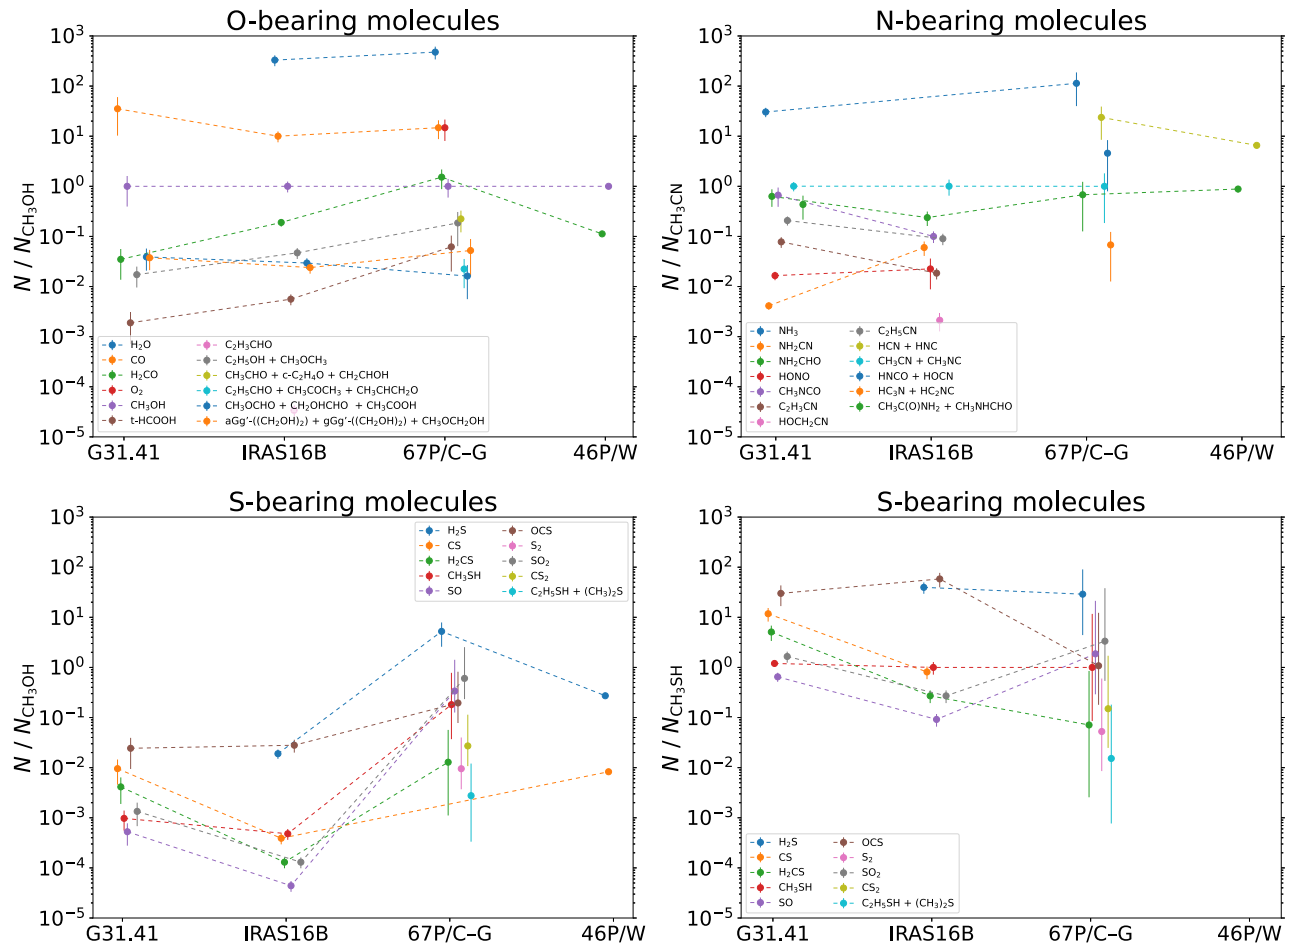 O-bearing molecules
N / N_CH₃OH
10³
10²
10¹
10⁰
10⁻¹
10⁻²
10⁻³
10⁻⁴
10⁻⁵
H₂O
CO
H₂CO
O₂
CH₃OH
t-HCOOH
C₂H₃CHO
C₂H₅OH + CH₃OCH₃
CH₃CHO + c-C₂H₄O + CH₂CHOH
C₂H₅CHO + CH₃COCH₃ + CH₃CHCH₂O
CH₃OCHO + CH₂OHCHO + CH₃COOH
aGg'-((CH₂OH)₂) + gGg'-((CH₂OH)₂) + CH₃OCH₂OH
G31.41 IRAS16B 67P/C–G 46P/W
N-bearing molecules
N / N_CH₃CN
10³
10²
10¹
10⁰
10⁻¹
10⁻²
10⁻³
10⁻⁴
10⁻⁵
NH₃
NH₂CN
NH₂CHO
HONO
CH₃NCO
C₂H₃CN
HOCH₂CN
C₂H₅CN
HCN + HNC
CH₃CN + CH₃NC
HNCO + HOCN
HC₃N + HC₂NC
CH₃C(O)NH₂ + CH₃NHCHO
G31.41 IRAS16B 67P/C–G 46P/W
S-bearing molecules
N / N_CH₃OH
10³
10²
10¹
10⁰
10⁻¹
10⁻²
10⁻³
10⁻⁴
10⁻⁵
H₂S
CS
H₂CS
CH₃SH
SO
OCS
S₂
SO₂
CS₂
C₂H₅SH + (CH₃)₂S
G31.41 IRAS16B 67P/C–G 46P/W
S-bearing molecules
N / N_CH₃SH
10³
10²
10¹
10⁰
10⁻¹
10⁻²
10⁻³
10⁻⁴
10⁻⁵
H₂S
CS
H₂CS
CH₃SH
SO
OCS
S₂
SO₂
CS₂
C₂H₅SH + (CH₃)₂S
G31.41 IRAS16B 67P/C–G 46P/W